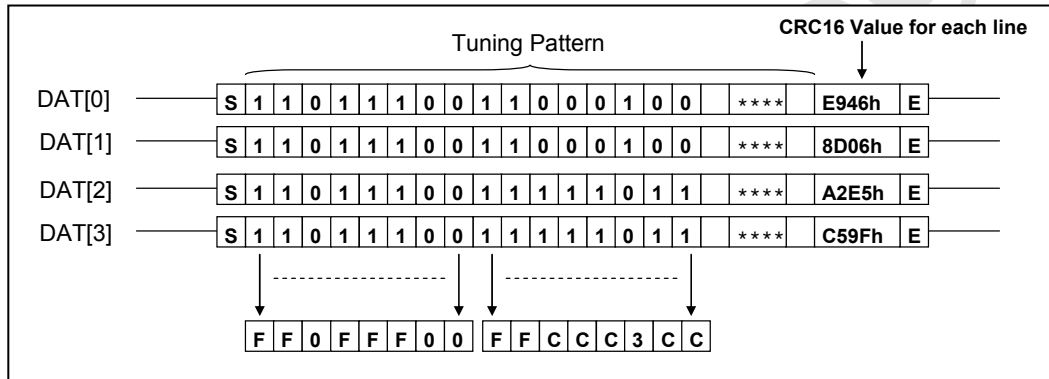 CRC16 Value for each line
Tuning Pattern
DAT[0] S 1 1 0 1 1 1 0 0 1 1 0 0 0 1 0 0 **** E946h E
DAT[1] S 1 1 0 1 1 1 0 0 1 1 0 0 0 1 0 0 **** 8D06h E
DAT[2] S 1 1 0 1 1 1 0 0 1 1 1 1 1 0 1 1 **** A2E5h E
DAT[3] S 1 1 0 1 1 1 0 0 1 1 1 1 1 0 1 1 **** C59Fh E
F F 0 F F F 0 0 F F C C C 3 C C